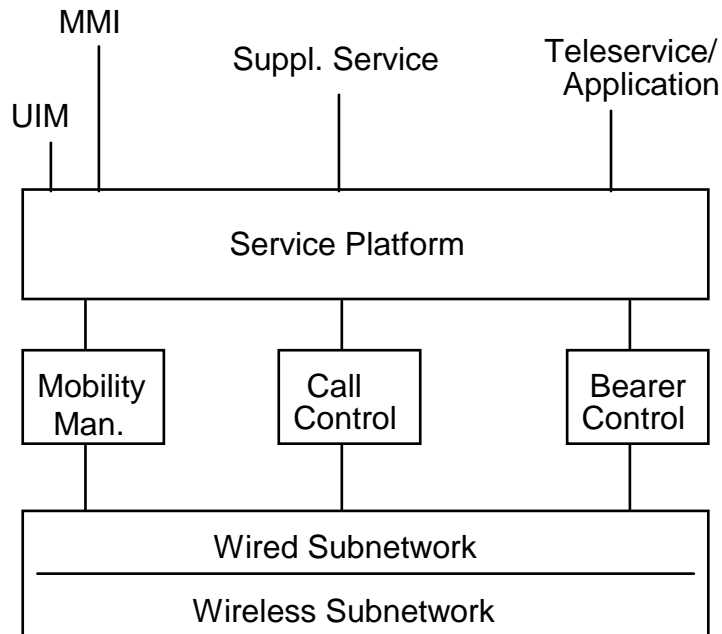 MMI
Suppl. Service
Teleservice/
Application
UIM
Service Platform
Mobility
Man.
Call
Control
Bearer
Control
Wired Subnetwork
Wireless Subnetwork